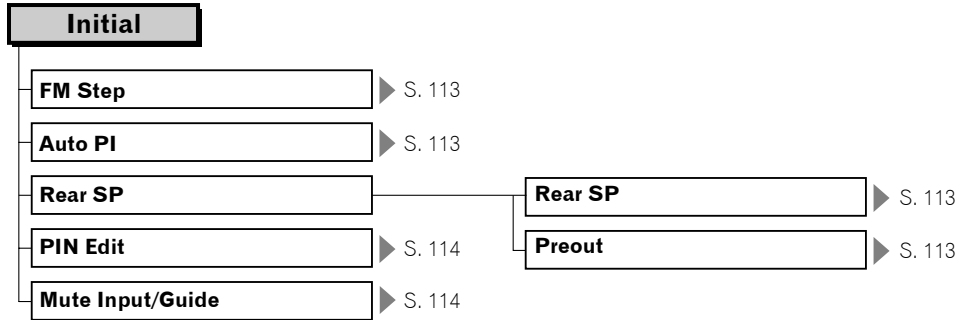 Initial
FM Step S. 113
Auto PI S. 113
Rear SP Rear SP S. 113
PIN Edit S. 114 Preout S. 113
Mute Input/Guide S. 114